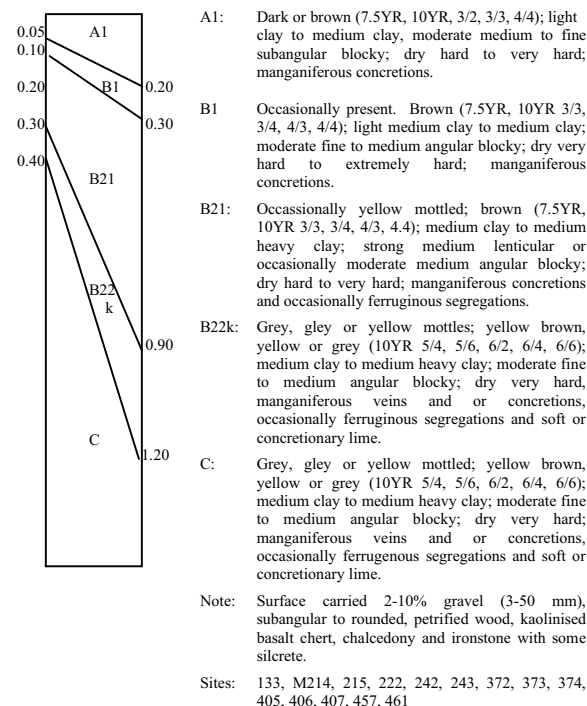 0.05
A1
0.10
0.20
B1
0.20
0.30
0.30
0.40
B21
B22
k
0.90
C
1.20
A1: Dark or brown (7.5YR, 10YR, 3/2, 3/3, 4/4); light
clay to medium clay, moderate medium to fine
subangular blocky; dry hard to very hard;
manganiferous concretions.
B1 Occasionally present. Brown (7.5YR, 10YR 3/3,
3/4, 4/3, 4/4); light medium clay to medium clay;
moderate fine to medium angular blocky; dry very
hard to extremely hard; manganiferous
concretions.
B21: Occassionally yellow mottled; brown (7.5YR,
10YR 3/3, 3/4, 4/3, 4.4); medium clay to medium
heavy clay; strong medium lenticular or
occasionally moderate medium angular blocky;
dry hard to very hard; manganiferous concretions
and occasionally ferruginous segregations.
B22k: Grey, gley or yellow mottles; yellow brown,
yellow or grey (10YR 5/4, 5/6, 6/2, 6/4, 6/6);
medium clay to medium heavy clay; moderate fine
to medium angular blocky; dry very hard,
manganiferous veins and or concretions,
occasionally ferruginous segregations and soft or
concretionary lime.
C: Grey, gley or yellow mottled; yellow brown,
yellow or grey (10YR 5/4, 5/6, 6/2, 6/4, 6/6);
medium clay to medium heavy clay; moderate fine
to medium angular blocky; dry very hard;
manganiferous veins and or concretions,
occasionally ferrugenous segregations and soft or
concretionary lime.
Note: Surface carried 2-10% gravel (3-50 mm),
subangular to rounded, petrified wood, kaolinised
basalt chert, chalcedony and ironstone with some
silcrete.
Sites: 133, M214, 215, 222, 242, 243, 372, 373, 374,
405, 406, 407, 457, 461